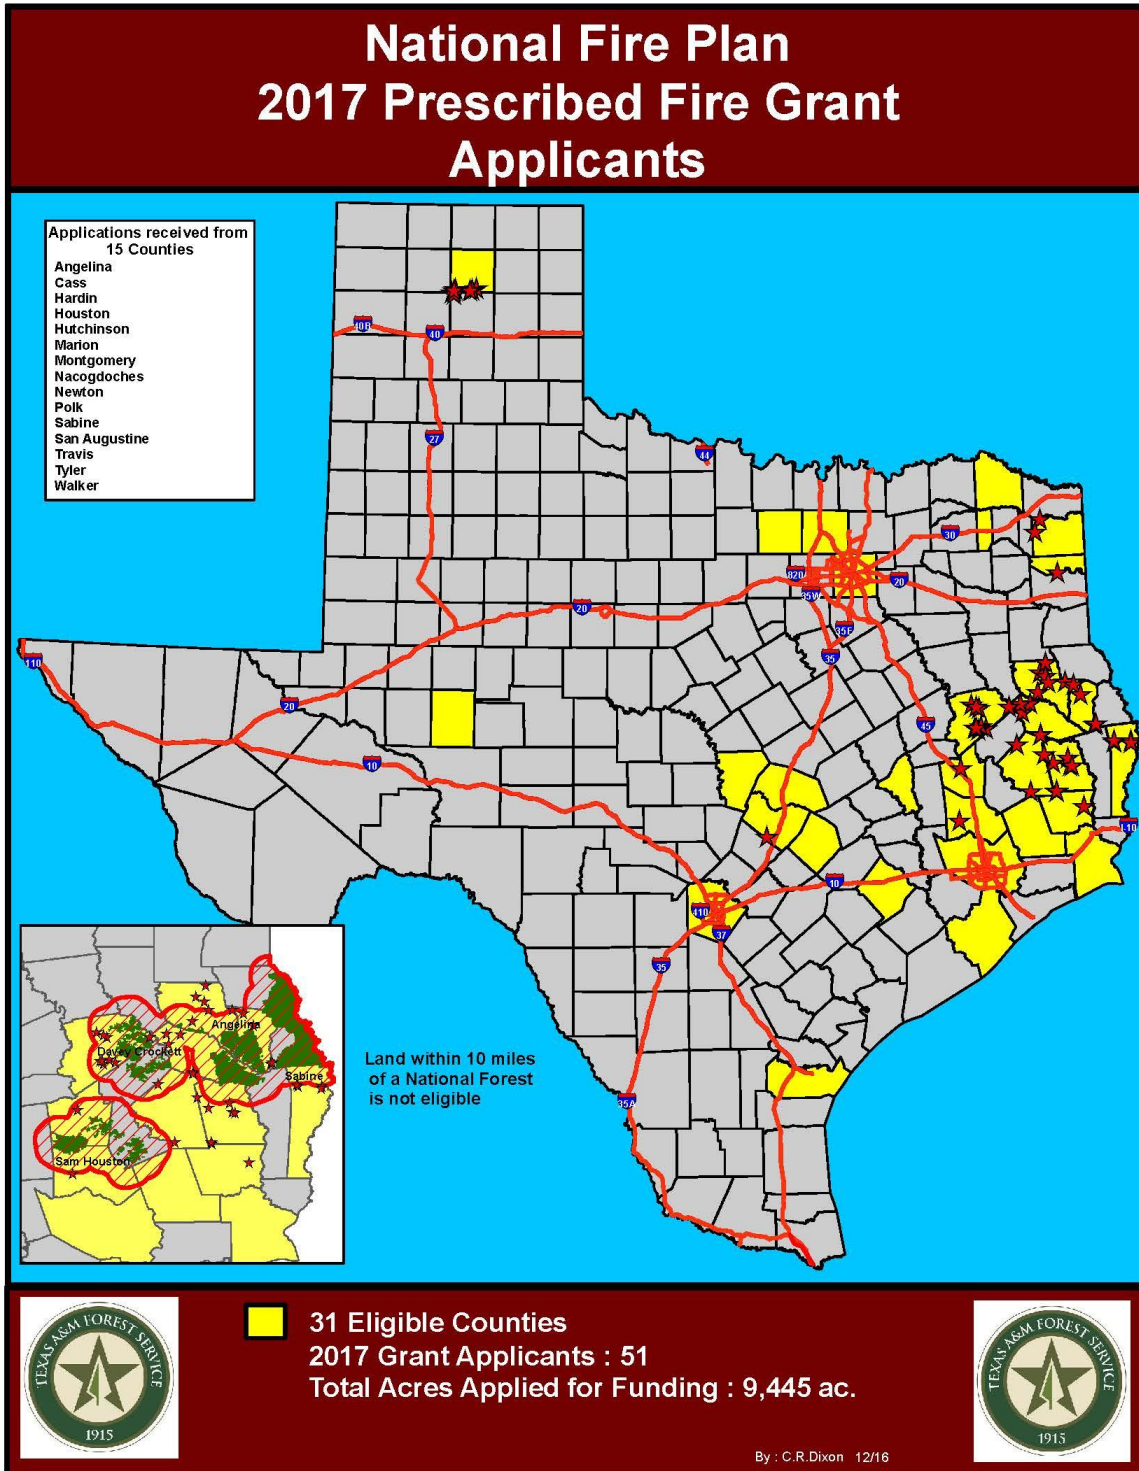 National Fire Plan
2017 Prescribed Fire Grant
Applicants
Applications received from
15 Counties
Angelina
Cass
Hardin
Houston
Hutchinson
Marion
Montgomery
Nacogdoches
Newton
Polk
Sabine
San Augustine
Travis
Tyler
Walker
40B
40
27
44
30
820
20
35W
20
20
35E
35
110
20
45
10
L10
10
410
37
35
35A
Angelina
Davy Crockett
Sabine
Sam Houston
Land within 10 miles
of a National Forest
is not eligible
TEXAS A&M FOREST SERVICE
1915
31 Eligible Counties
2017 Grant Applicants : 51
Total Acres Applied for Funding : 9,445 ac.
TEXAS A&M FOREST SERVICE
1915
By : C.R.Dixon 12/16